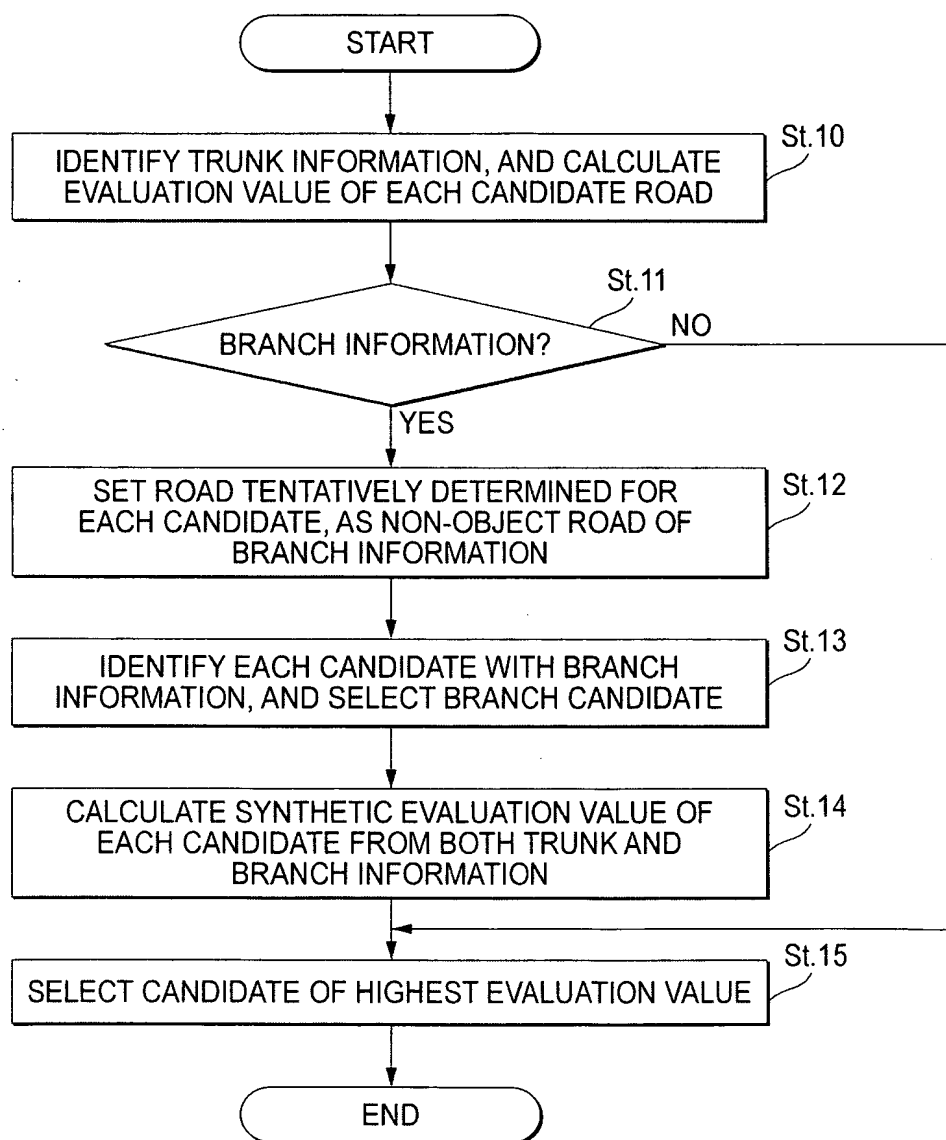 START
St.10
IDENTIFY TRUNK INFORMATION, AND CALCULATE
EVALUATION VALUE OF EACH CANDIDATE ROAD
St.11
BRANCH INFORMATION?
NO
YES
St.12
SET ROAD TENTATIVELY DETERMINED FOR
EACH CANDIDATE, AS NON-OBJECT ROAD OF
BRANCH INFORMATION
St.13
IDENTIFY EACH CANDIDATE WITH BRANCH
INFORMATION, AND SELECT BRANCH CANDIDATE
St.14
CALCULATE SYNTHETIC EVALUATION VALUE OF
EACH CANDIDATE FROM BOTH TRUNK AND
BRANCH INFORMATION
St.15
SELECT CANDIDATE OF HIGHEST EVALUATION VALUE
END